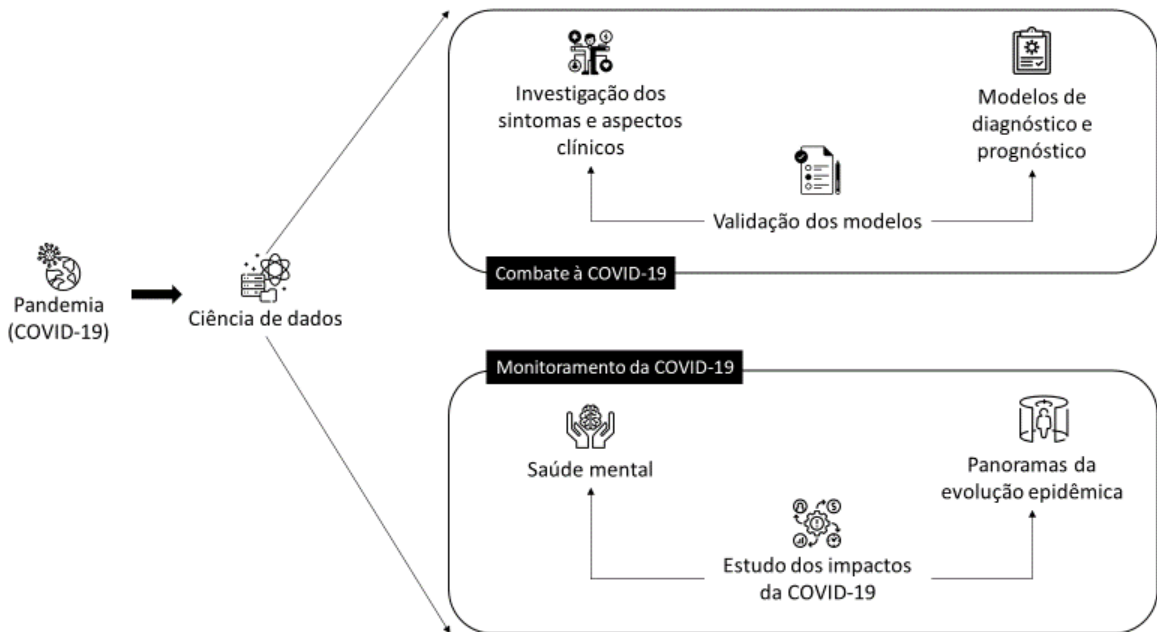 Pandemia
(COVID-19)
Ciência de dados
Investigação dos
sintomas e aspectos
clínicos
Modelos de
diagnóstico e
prognóstico
Validação dos modelos
Combate à COVID-19
Monitoramento da COVID-19
Saúde mental
Panoramas da
evolução epidêmica
Estudo dos impactos
da COVID-19